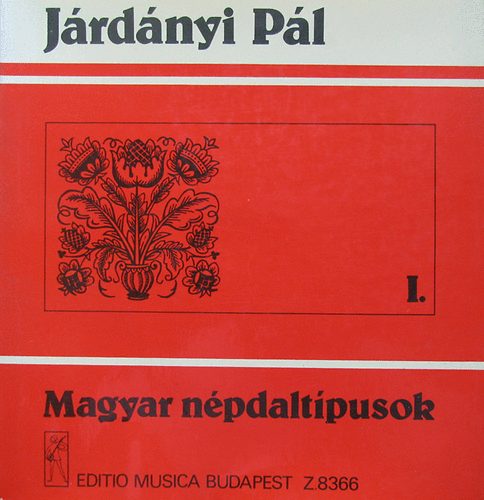 Járdányi Pál
I.
Magyar népdaltípusok
EDITIO MUSICA BUDAPEST Z.8366